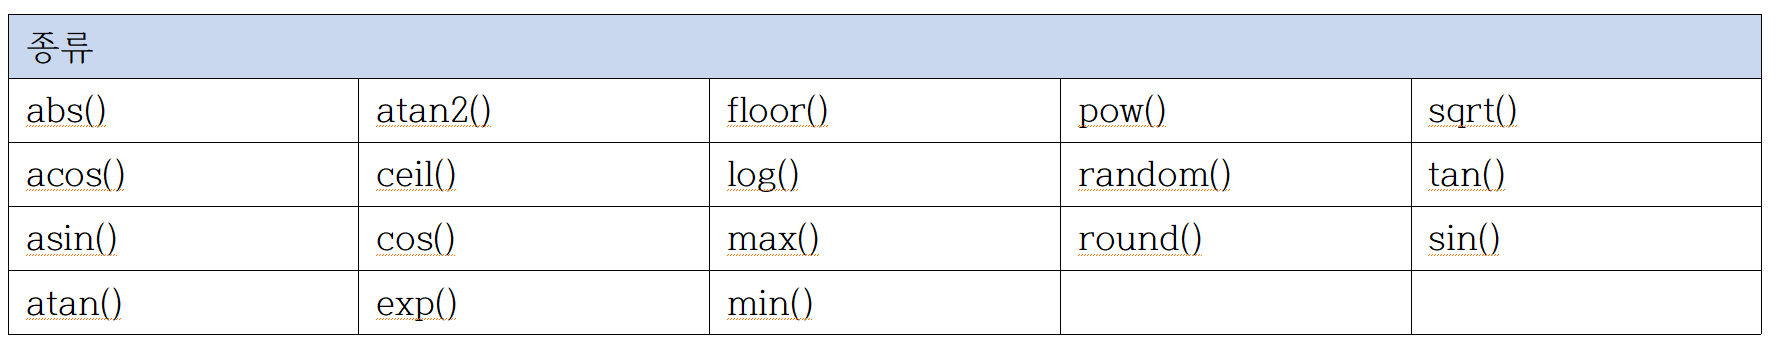 종류
abs() atan2() floor() pow() sqrt()
acos() ceil() log() random() tan()
asin() cos() max() round() sin()
atan() exp() min()